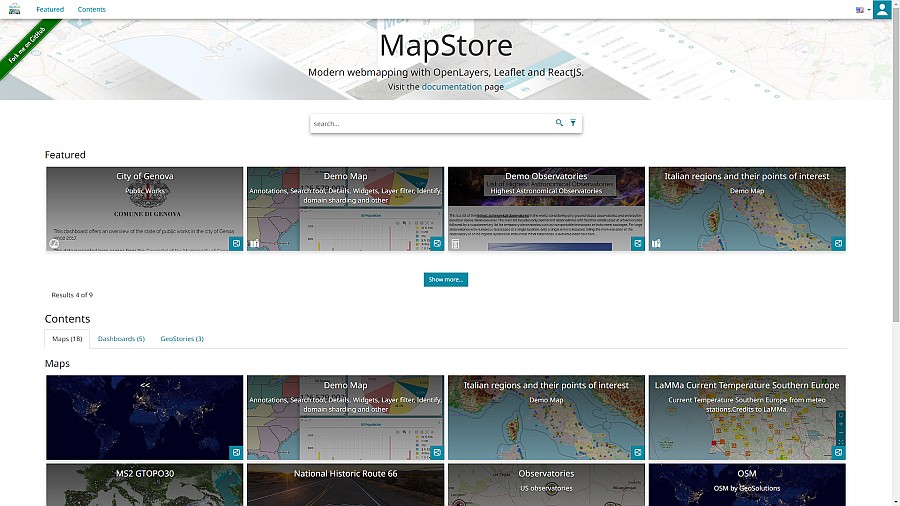 Featured
Contents
Fork me on GitHub
MapStore
Modern webmapping with OpenLayers, Leaflet and ReactJS.
Visit the documentation page
search...
Featured
City of Genova
Public Works
COMUNE DI GENOVA
This dashboard offers an overview of the state of public works in the city of Genova
since 2012
Demo Map
Annotations, Search tool, Details, Widgets, Layer filter, Identify,
domain sharding and other
Demo Observatories
List of Highest Astronomical Observatories
Highest Astronomical Observatories
Italian regions and their points of interest
Demo Map
Show more...
Results 4 of 9
Contents
Maps (18)
Dashboards (5)
GeoStories (3)
Maps
<<
Demo Map
Annotations, Search tool, Details, Widgets, Layer filter, Identify,
domain sharding and other
Italian regions and their points of interest
Demo Map
LaMMa Current Temperature Southern Europe
Current Temperature Southern Europe from meteo
stations.Credits to LaMMa.
MS2 GTOPO30
National Historic Route 66
Observatories
US observatories
OSM
OSM by GeoSolutions